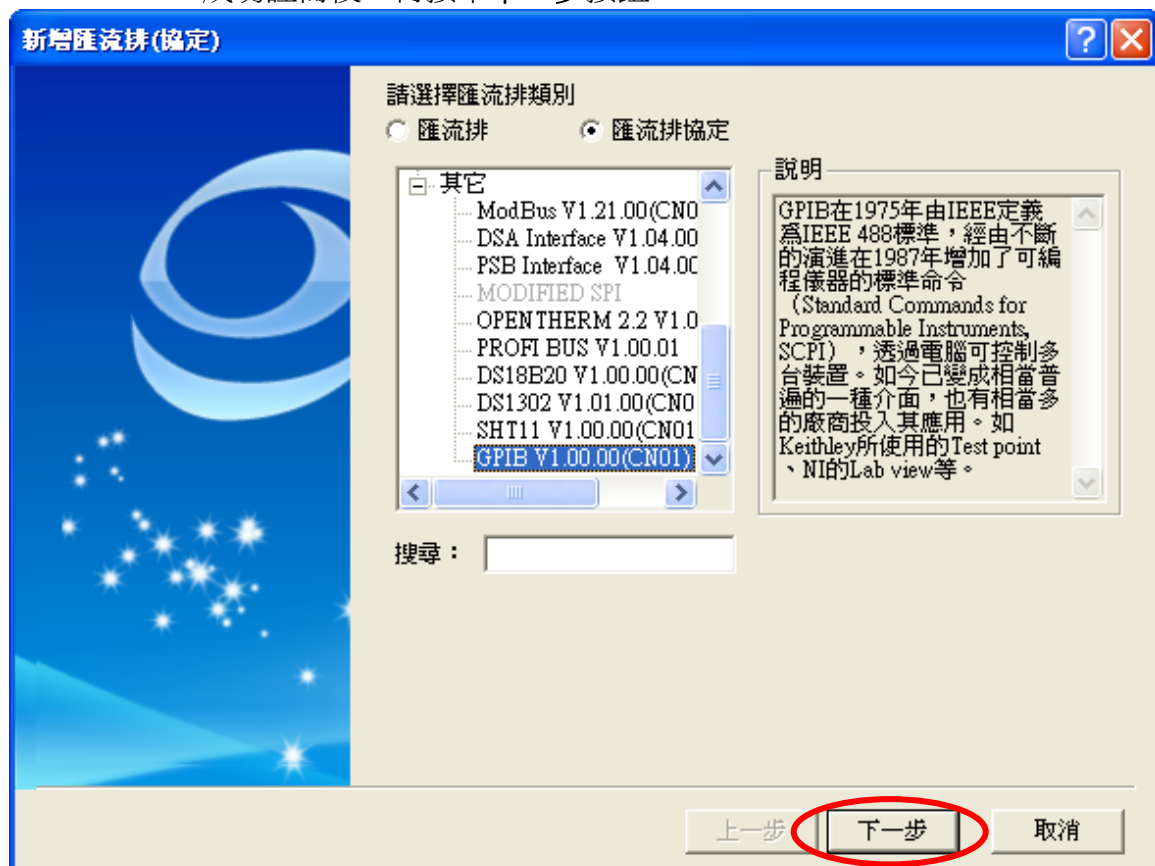 新增匯流排(協定)
請選擇匯流排類別
匯流排
匯流排協定
其它
ModBus V1.21.00(CN0
DSA Interface V1.04.00
PSB Interface V1.04.0
MODIFIED SPI
OPENTHERM 2.2 V1.0
PROFI BUS V1.00.01
DS18B20 V1.00.00(CN
DS1302 V1.01.00(CN0
SHT11 V1.00.00(CN01
GPIB V1.00.00(CN01)
搜尋：
說明
GPIB在1975年由IEEE定義
為IEEE 488標準，經由不斷
的演進在1987年增加了可編
程儀器的標準命令
（Standard Commands for
Programmable Instruments,
SCPI），透過電腦可控制多
台裝置。如今已變成相當普
遍的一種介面，也有相當多
的廠商投入其應用。如
Keithley所使用的Test point
、NI的Lab view等。
上一步
下一步
取消